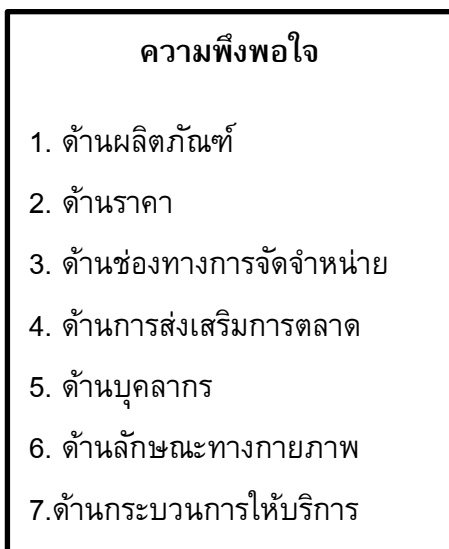 ความพึงพอใจ
1. ด้านผลิตภัณฑ์
2. ด้านราคา
3. ด้านช่องทางการจัดจำหน่าย
4. ด้านการส่งเสริมการตลาด
5. ด้านบุคลากร
6. ด้านลักษณะทางกายภาพ
7.ด้านกระบวนการให้บริการ